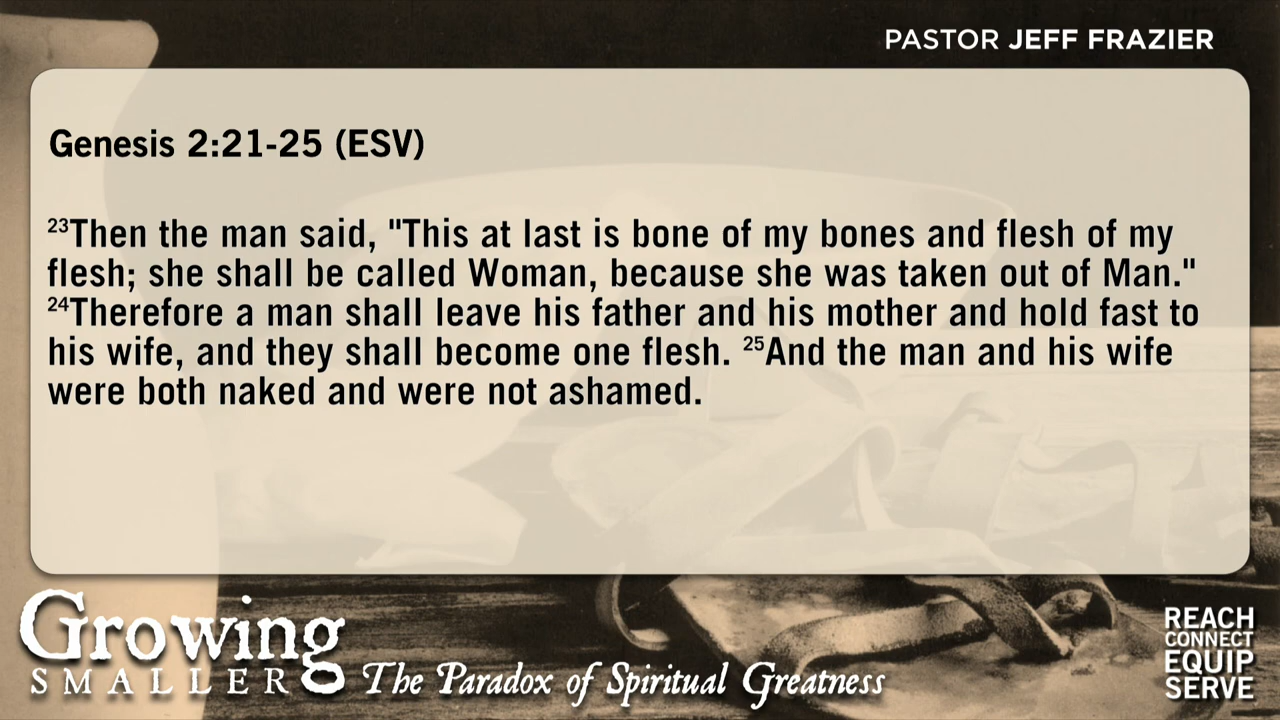 PASTOR JEFF FRAZIER
Genesis 2:21-25 (ESV)
²³Then the man said, "This at last is bone of my bones and flesh of my
flesh; she shall be called Woman, because she was taken out of Man."
²⁴Therefore a man shall leave his father and his mother and hold fast to
his wife, and they shall become one flesh. ²⁵And the man and his wife
were both naked and were not ashamed.
Growing
SMALLER The Paradox of Spiritual Greatness
REACH
CONNECT
EQUIP
SERVE